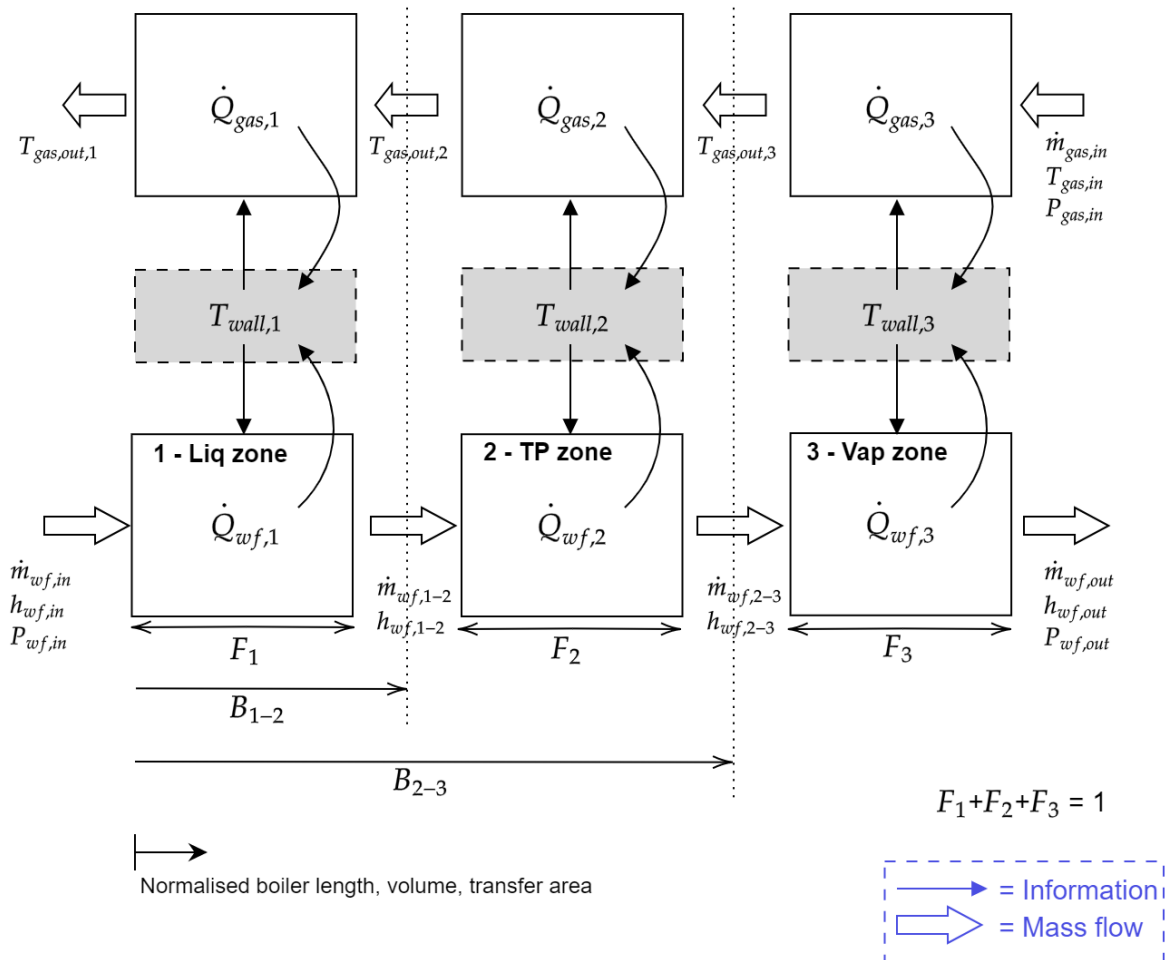 Q̇gas,1
Q̇gas,2
Q̇gas,3
Tgas,out,1
Tgas,out,2
Tgas,out,3
ṁgas,in
Tgas,in
Pgas,in
Twall,1
Twall,2
Twall,3
1 - Liq zone
2 - TP zone
3 - Vap zone
Q̇wf,1
Q̇wf,2
Q̇wf,3
ṁwf,in
hwf,in
Pwf,in
ṁwf,1−2
hwf,1−2
ṁwf,2−3
hwf,2−3
ṁwf,out
hwf,out
Pwf,out
F1
F2
F3
B1−2
B2−3
F1+F2+F3 = 1
Normalised boiler length, volume, transfer area
= Information
= Mass flow